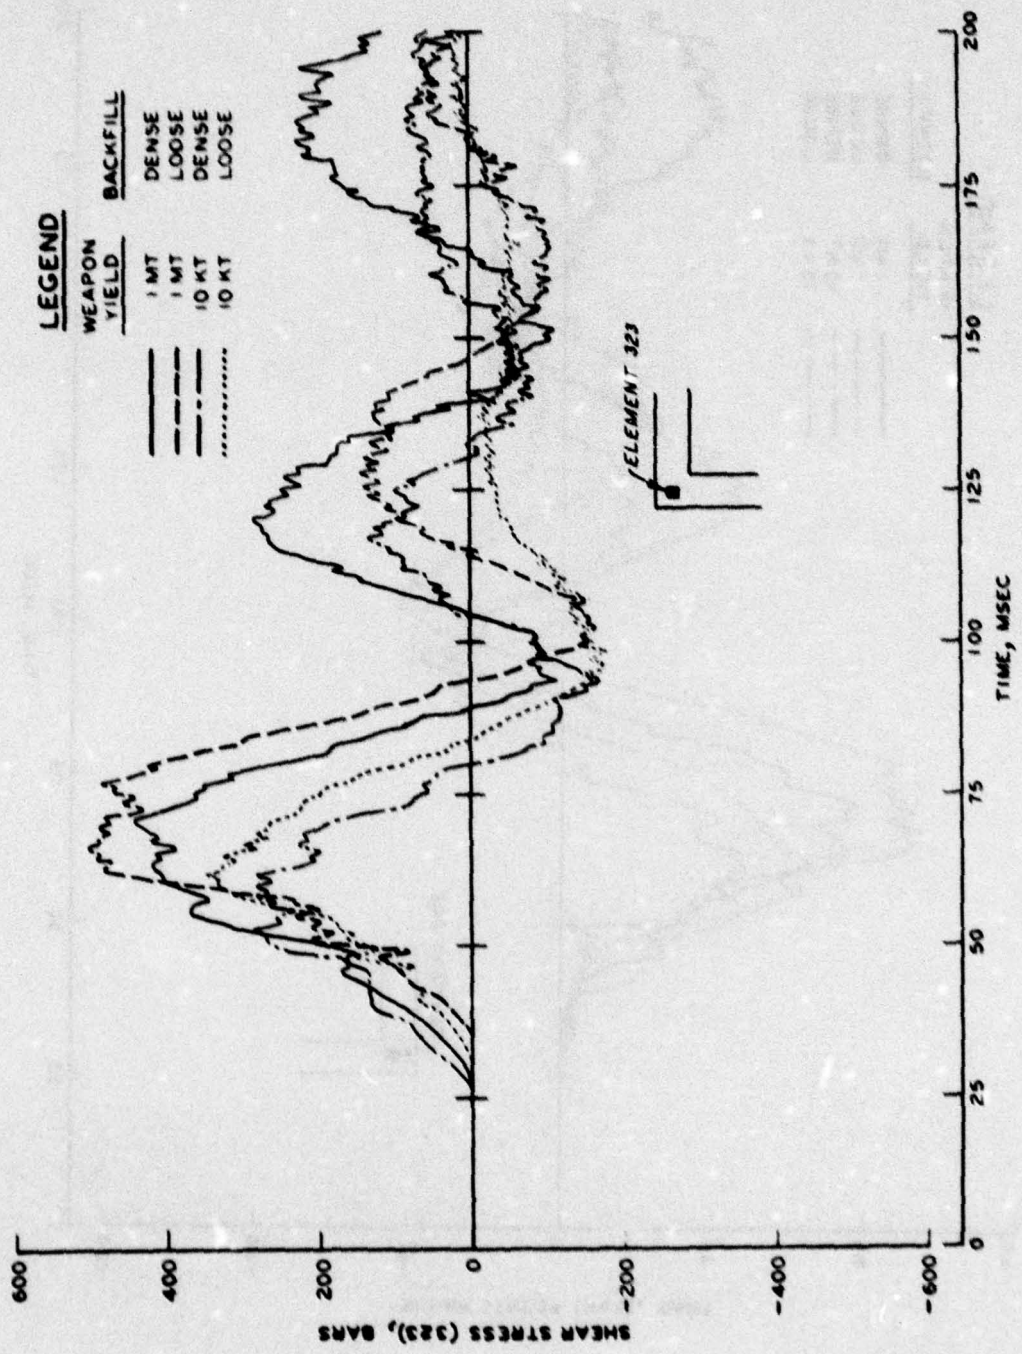 LEGEND
WEAPON YIELD BACKFILL
1 MT DENSE
1 MT LOOSE
10 KT DENSE
10 KT LOOSE
600
400
200
0
-200
-400
-600
SHEAR STRESS (323), BARS
ELEMENT 323
0 25 50 75 100 125 150 175 200
TIME, MSEC